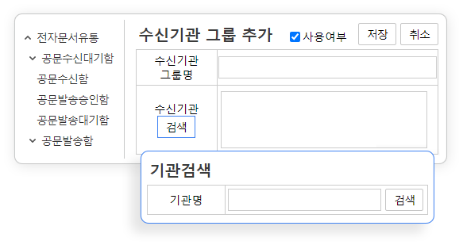 전자문서유통
공문수신대기함
공문수신함
공문발송승인함
공문발송대기함
공문발송함
수신기관 그룹 추가
사용여부
저장
취소
수신기관
그룹명
수신기관
검색
기관검색
기관명
검색